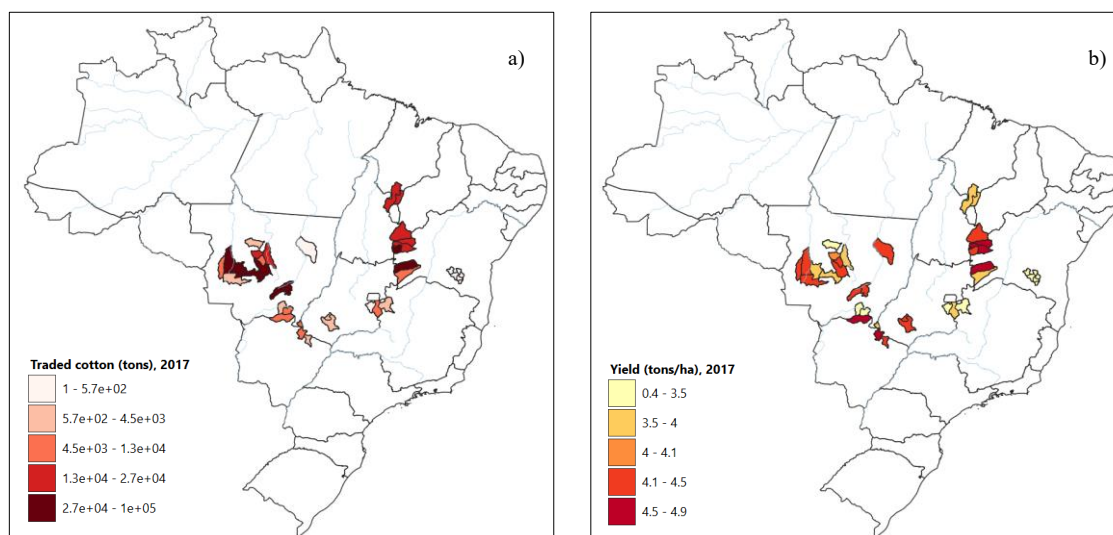 a)
Traded cotton (tons), 2017
1 - 5.7e+02
5.7e+02 - 4.5e+03
4.5e+03 - 1.3e+04
1.3e+04 - 2.7e+04
2.7e+04 - 1e+05
b)
Yield (tons/ha), 2017
0.4 - 3.5
3.5 - 4
4 - 4.1
4.1 - 4.5
4.5 - 4.9